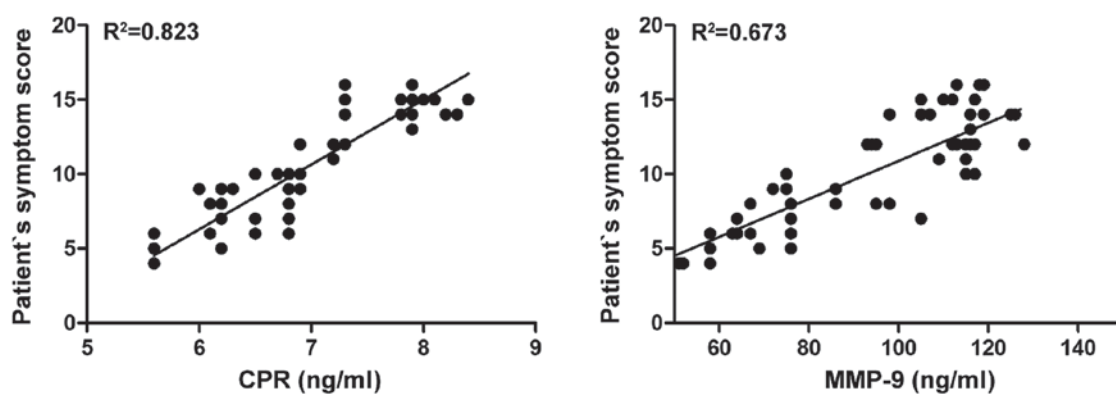 R²=0.823
Patient`s symptom score
20
15
10
5
0
5 6 7 8 9
CPR (ng/ml)
R²=0.673
Patient`s symptom score
20
15
10
5
0
60 80 100 120 140
MMP-9 (ng/ml)